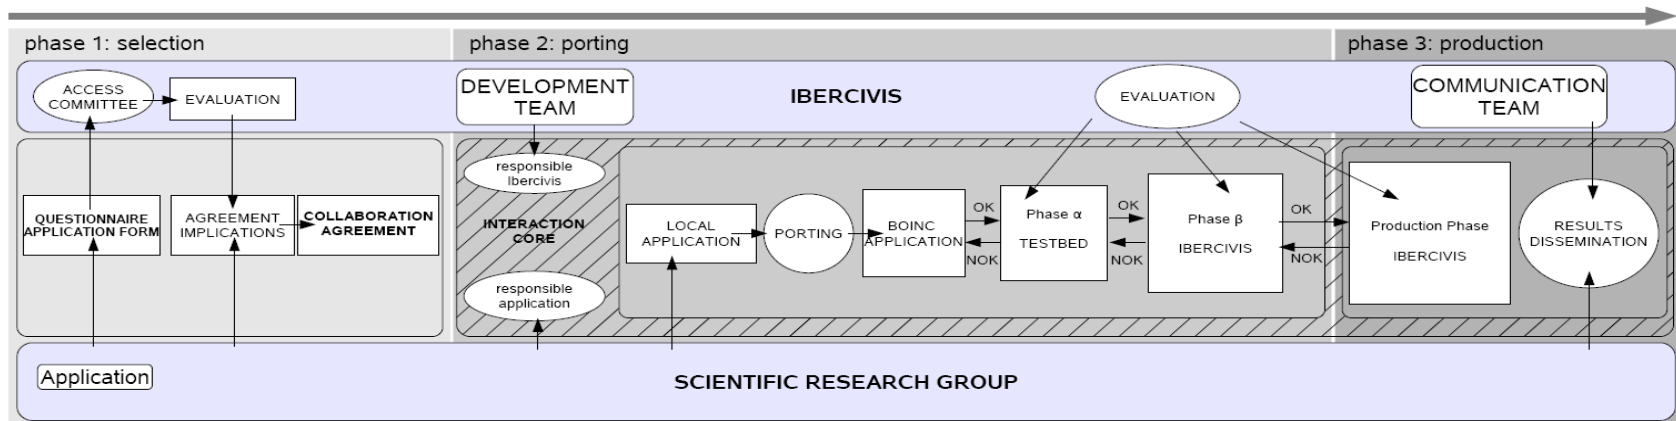 phase 1: selection
phase 2: porting
phase 3: production
ACCESS
COMMITTEE
EVALUATION
DEVELOPMENT
TEAM
IBERCIVIS
EVALUATION
COMMUNICATION
TEAM
QUESTIONNAIRE
APPLICATION FORM
AGREEMENT
IMPLICATIONS
COLLABORATION
AGREEMENT
responsible
Ibercivis
INTERACTION
CORE
responsible
application
LOCAL
APPLICATION
PORTING
BOINC
APPLICATION
OK
NOK
Phase α
TESTBED
OK
NOK
Phase β
IBERCIVIS
OK
NOK
Production Phase
IBERCIVIS
RESULTS
DISSEMINATION
Application
SCIENTIFIC RESEARCH GROUP